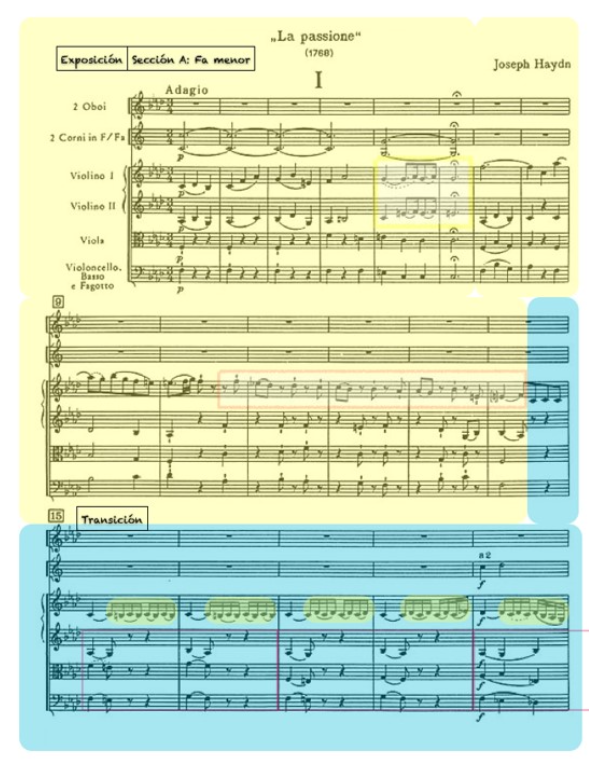 „La passione“
(1768)
Exposición Sección A: Fa menor
Joseph Haydn
I
Adagio
2 Oboi
2 Corni in F/Fa
p
Violino I
p
Violino II
p
Viola
Violoncello,
Basso
e Fagotto
p
9
15 Transición
a 2
f
f
f
f
f